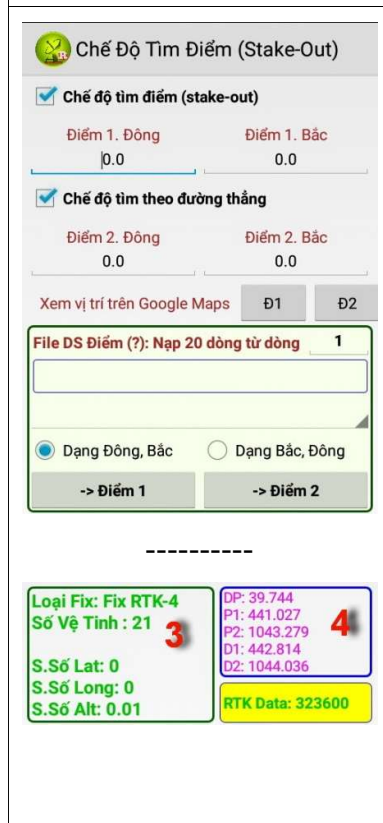 Chế Độ Tìm Điểm (Stake-Out)
Chế độ tìm điểm (stake-out)
Điểm 1. Đông Điểm 1. Bắc
0.0 0.0
Chế độ tìm theo đường thẳng
Điểm 2. Đông Điểm 2. Bắc
0.0 0.0
Xem vị trí trên Google Maps Đ1 Đ2
File DS Điểm (?): Nạp 20 dòng từ dòng 1
Dạng Đông, Bắc Dạng Bắc, Đông
-> Điểm 1 -> Điểm 2
----------
Loại Fix: Fix RTK-4
Số Vệ Tinh : 21
3
S.Số Lat: 0
S.Số Long: 0
S.Số Alt: 0.01
DP: 39.744
P1: 441.027
P2: 1043.279
D1: 442.814
D2: 1044.036
4
RTK Data: 323600